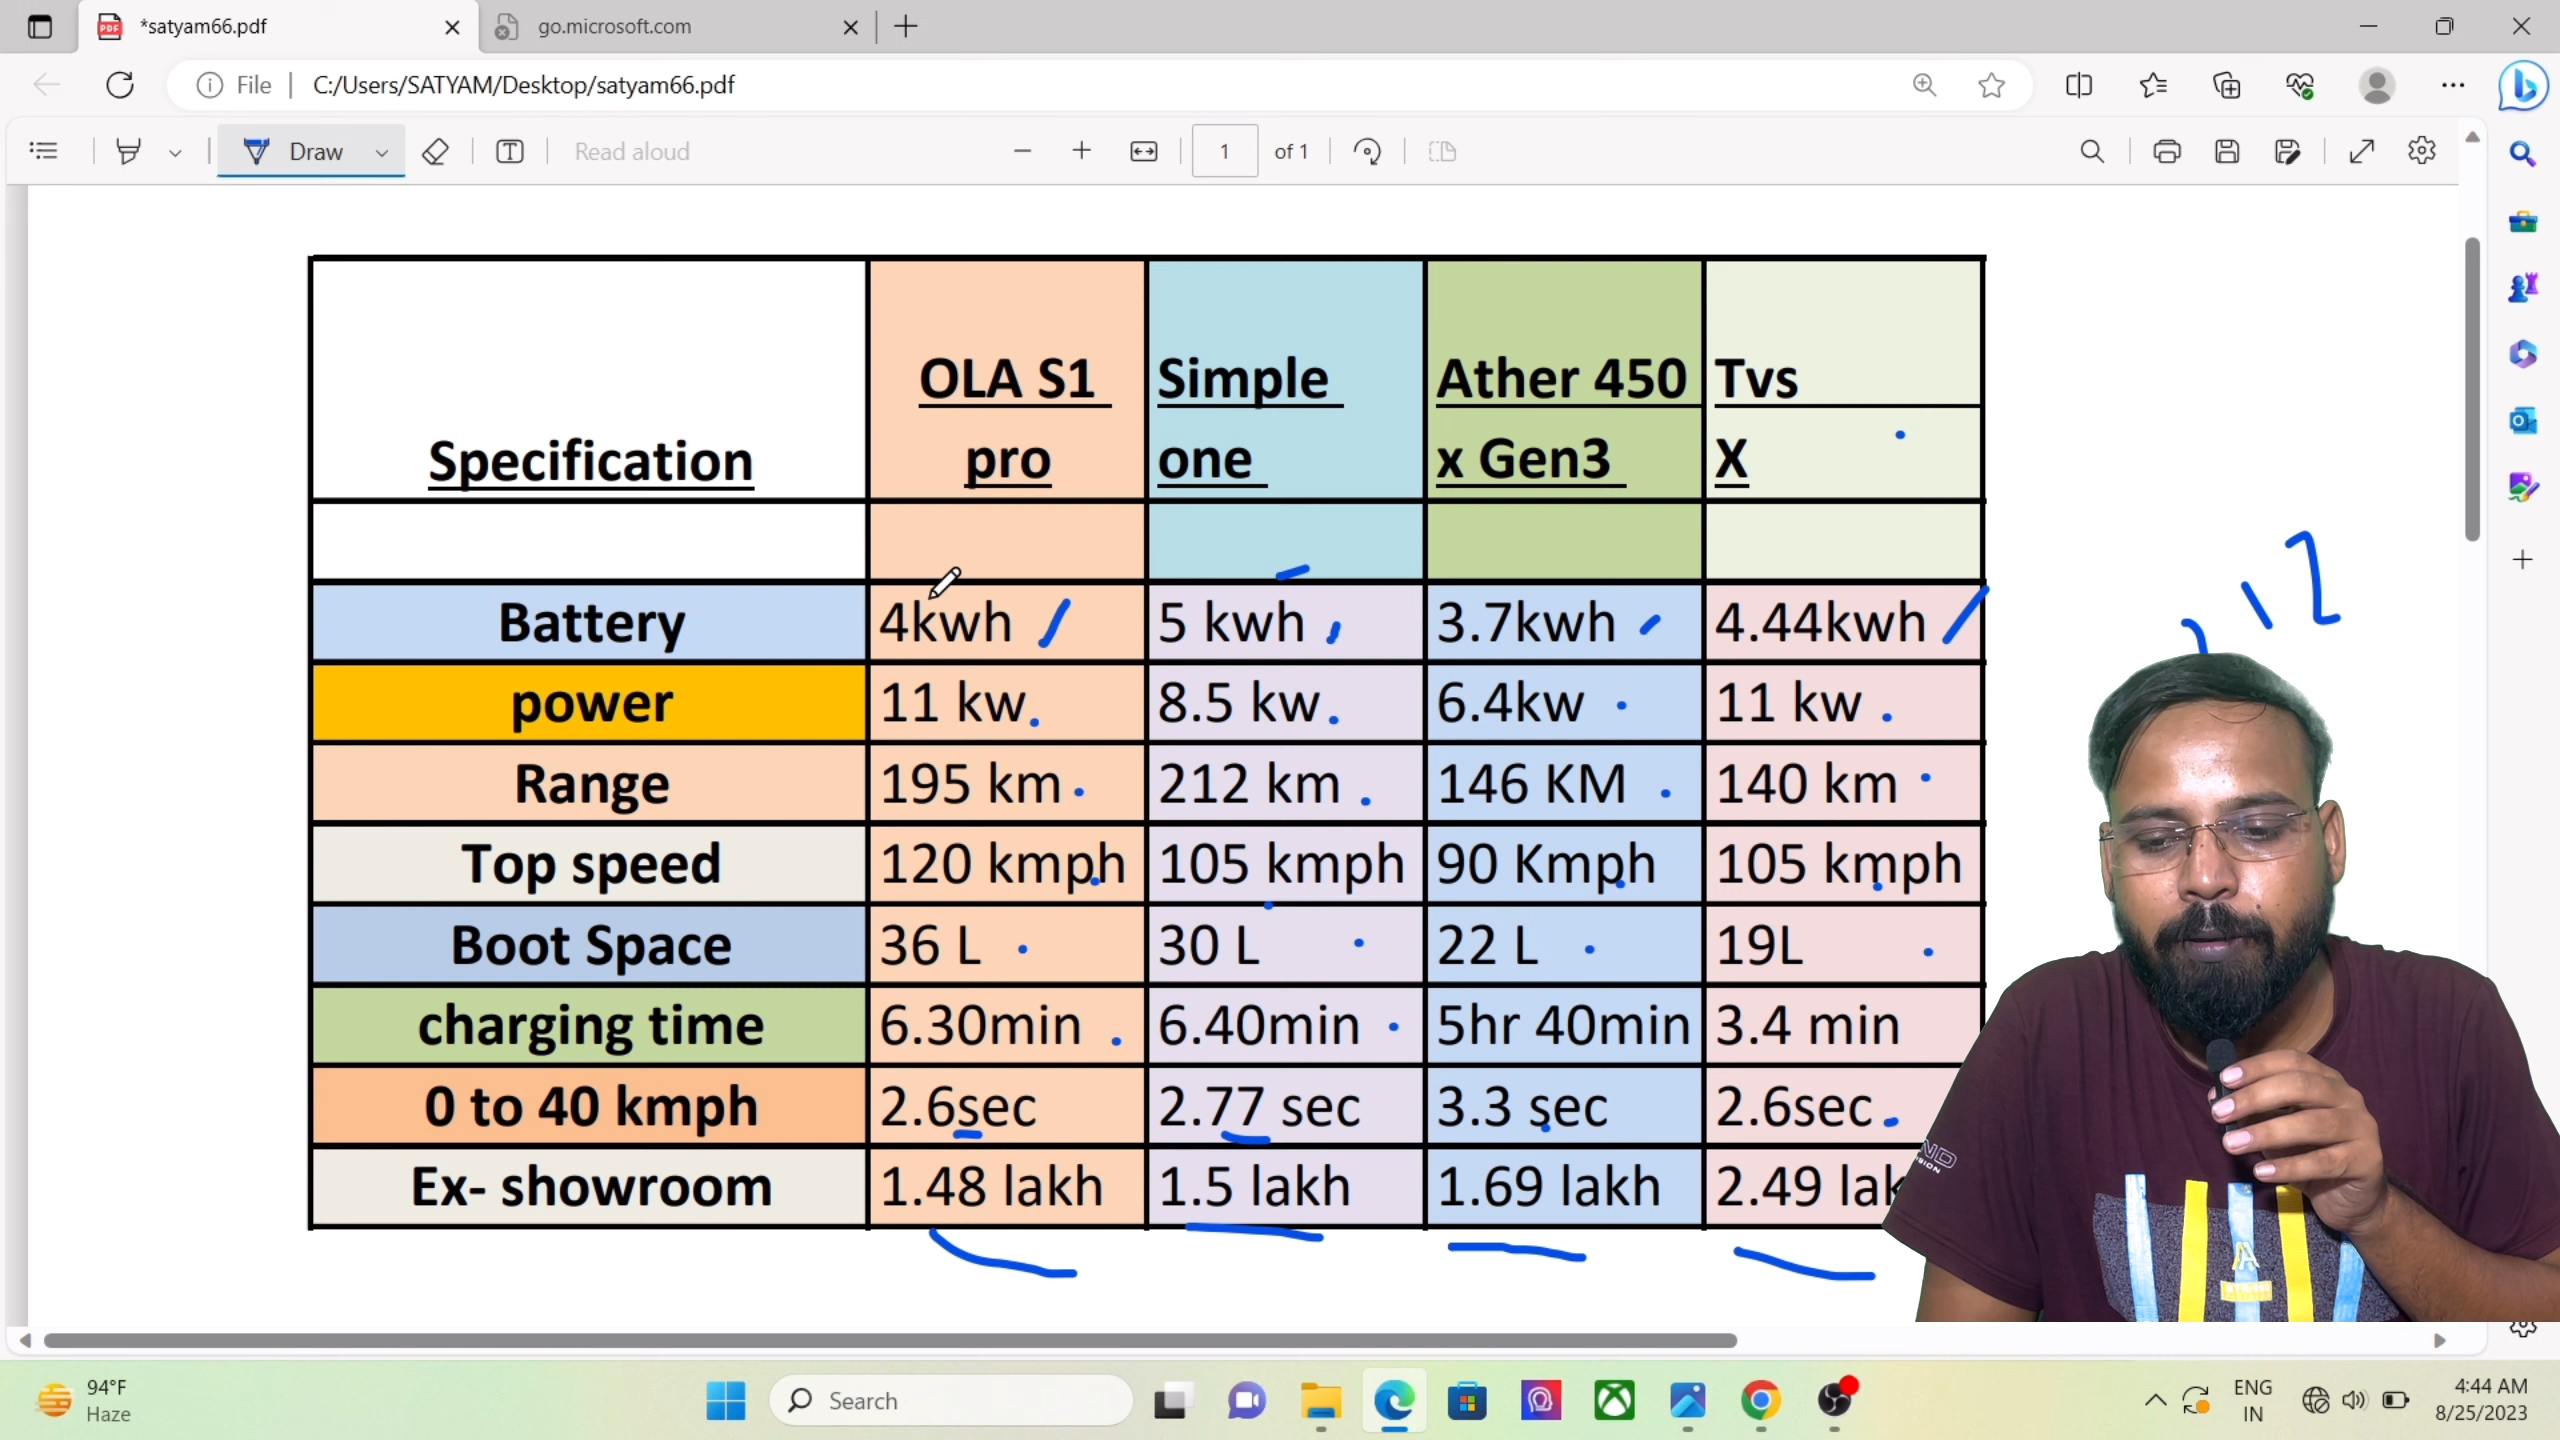 *satyam66.pdf
go.microsoft.com
File
C:/Users/SATYAM/Desktop/satyam66.pdf
Draw
Read aloud
1 of 1
Specification OLA S1 pro Simple one Ather 450 x Gen3 Tvs X
Battery 4kwh 5 kwh 3.7kwh 4.44kwh
power 11 kw 8.5 kw 6.4kw 11 kw
Range 195 km 212 km 146 KM 140 km
Top speed 120 kmph 105 kmph 90 Kmph 105 kmph
Boot Space 36 L 30 L 22 L 19L
charging time 6.30min 6.40min 5hr 40min 3.4 min
0 to 40 kmph 2.6sec 2.77 sec 3.3 sec 2.6sec
Ex- showroom 1.48 lakh 1.5 lakh 1.69 lakh 2.49 lak
94°F
Haze
Search
ENG
IN
4:44 AM
8/25/2023